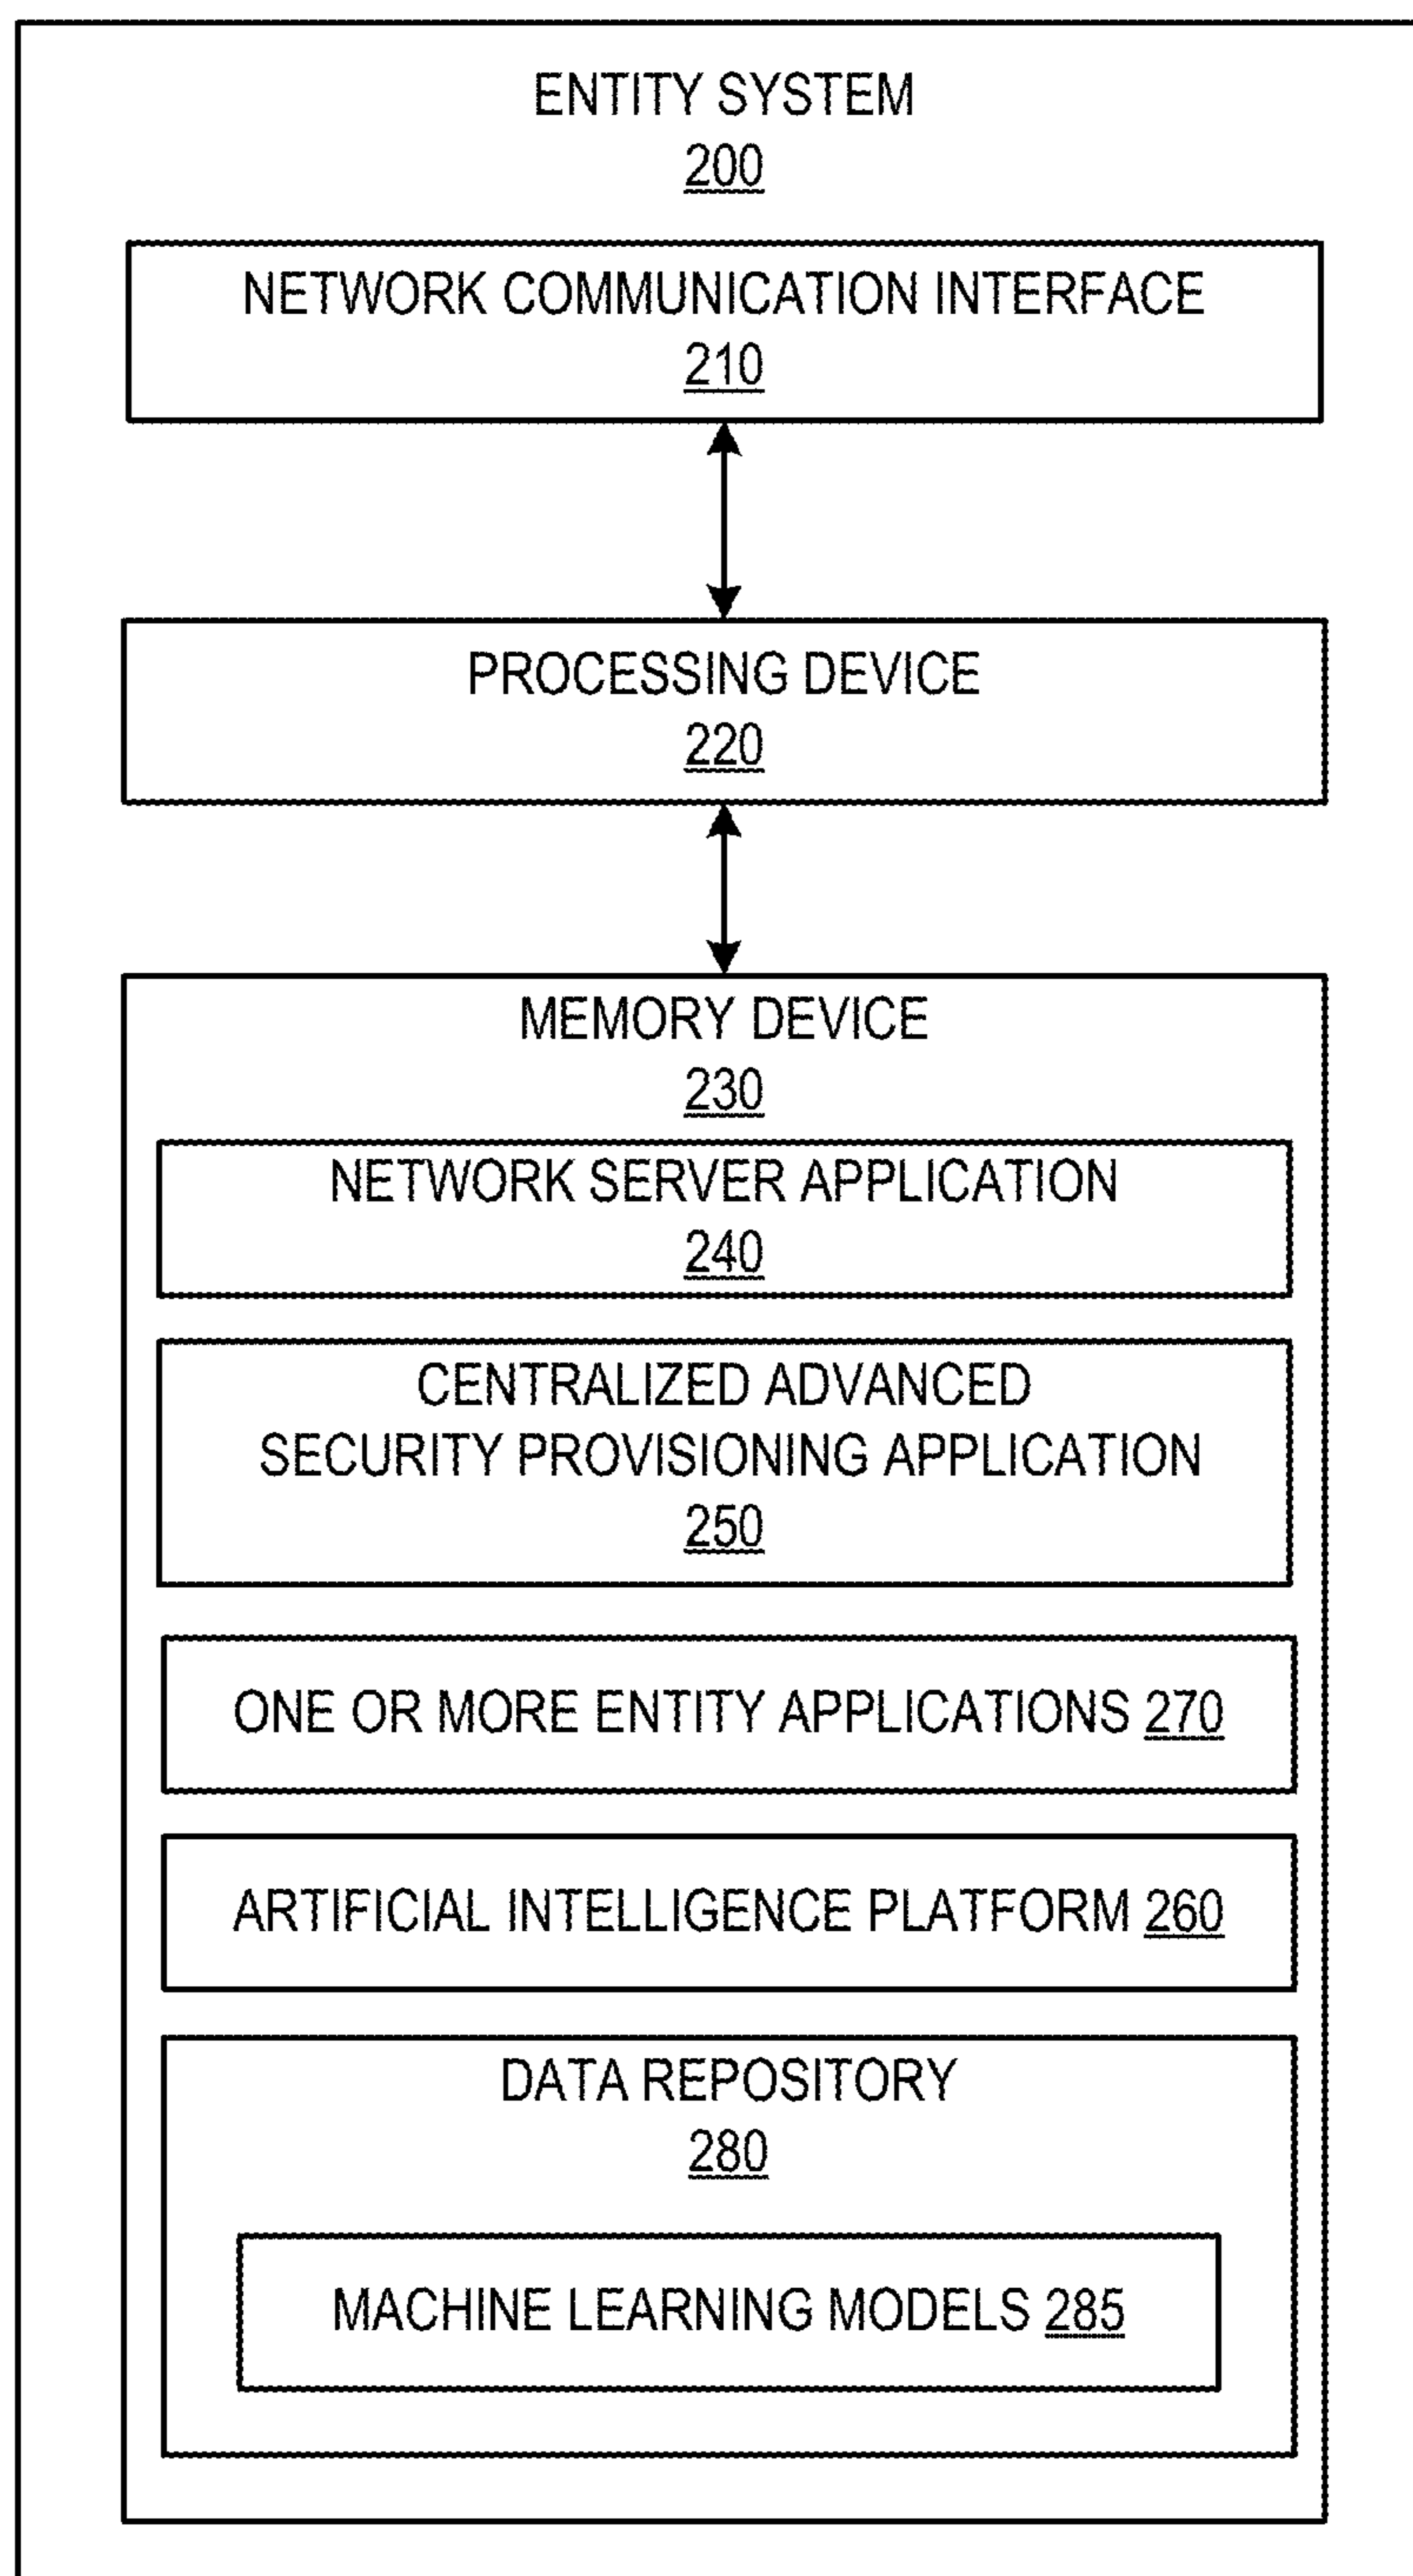 ENTITY SYSTEM
200
NETWORK COMMUNICATION INTERFACE
210
PROCESSING DEVICE
220
MEMORY DEVICE
230
NETWORK SERVER APPLICATION
240
CENTRALIZED ADVANCED
SECURITY PROVISIONING APPLICATION
250
ONE OR MORE ENTITY APPLICATIONS 270
ARTIFICIAL INTELLIGENCE PLATFORM 260
DATA REPOSITORY
280
MACHINE LEARNING MODELS 285